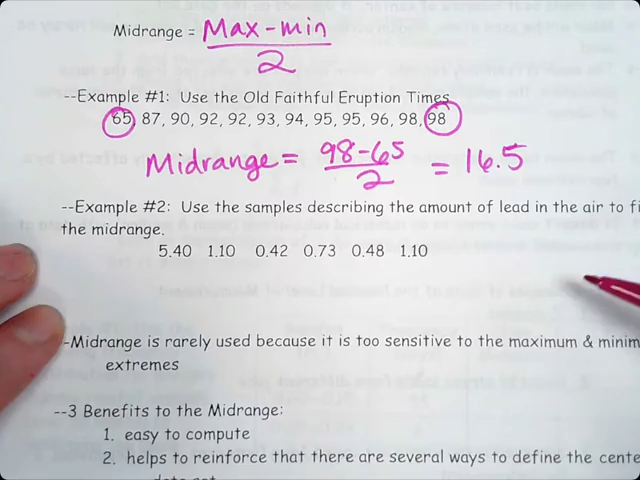 Midrange = Max - min
2
--Example #1: Use the Old Faithful Eruption Times
65, 87, 90, 92, 92, 93, 94, 95, 95, 96, 98, 98
Midrange = 98 - 65 = 16.5
2
--Example #2: Use the samples describing the amount of lead in the air to fi
the midrange.
5.40 1.10 0.42 0.73 0.48 1.10
-Midrange is rarely used because it is too sensitive to the maximum & minim
extremes
--3 Benefits to the Midrange:
1. easy to compute
2. helps to reinforce that there are several ways to define the cente
data set